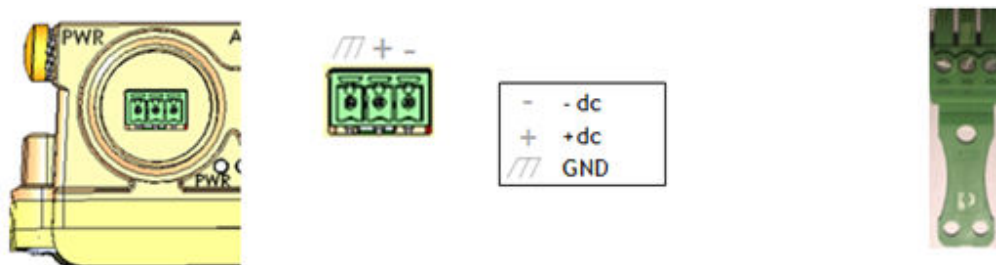 PWR
A
PWR
+ -
- - dc
+ +dc
GND